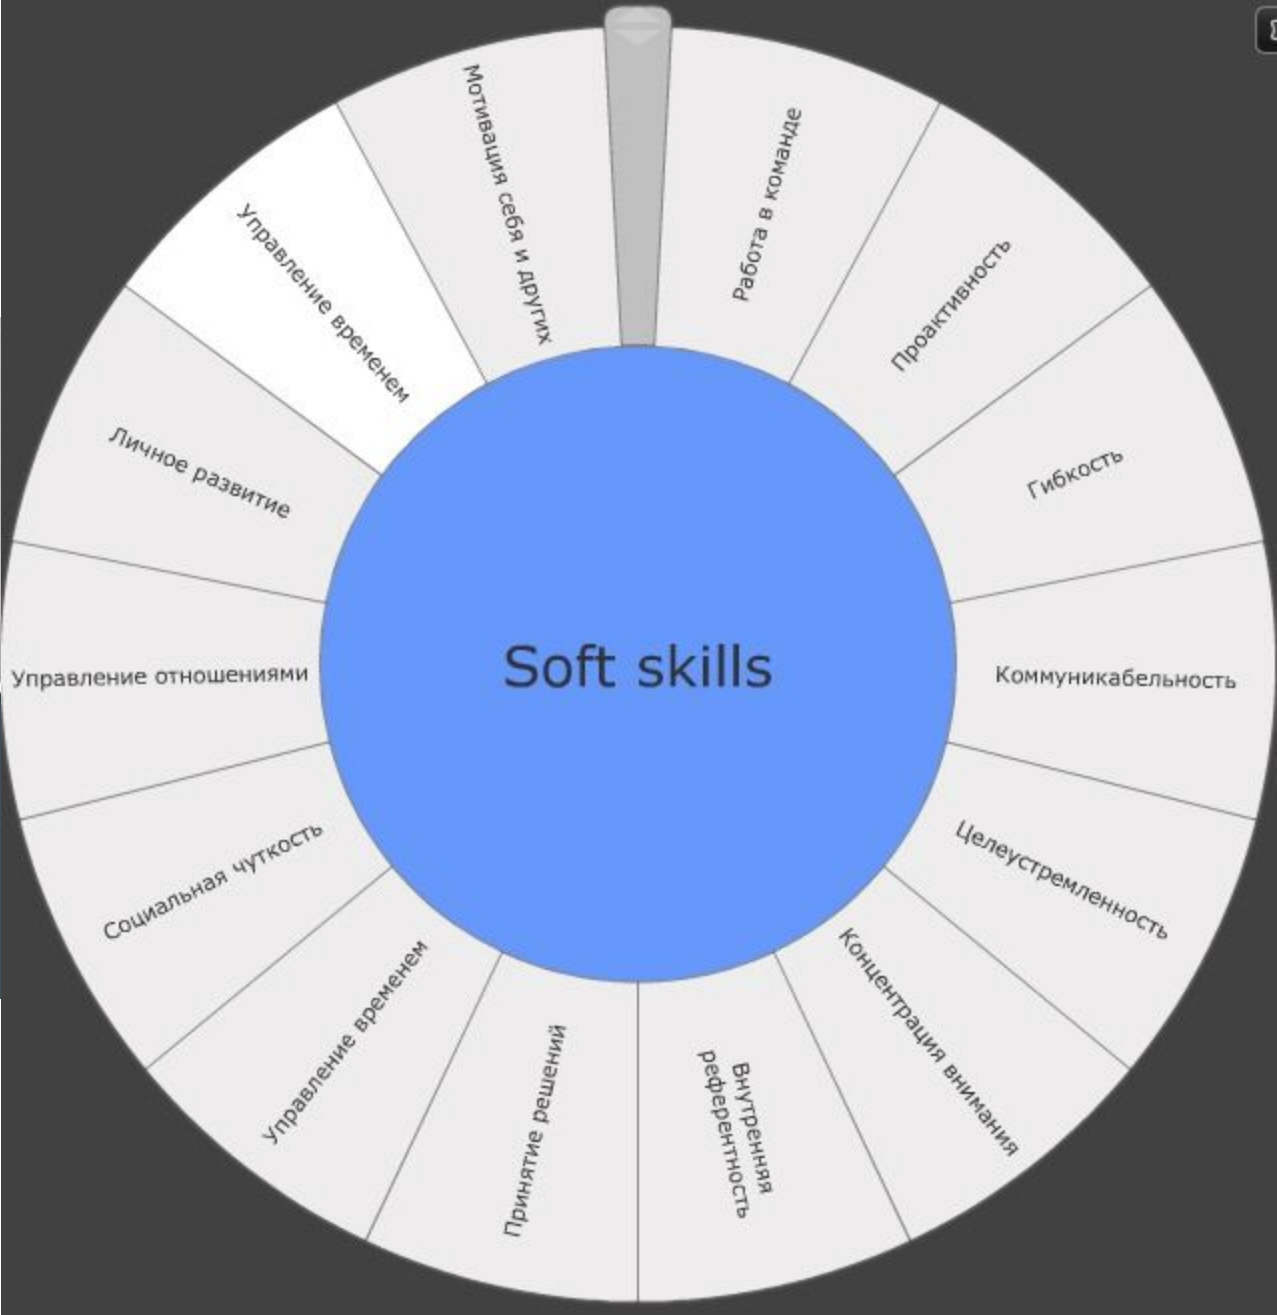 Soft skills
Работа в команде
Проактивность
Гибкость
Коммуникабельность
Целеустремленность
Концентрация внимания
Внутренняя
референтность
Принятие решений
Управление временем
Социальная чуткость
Управление отношениями
Личное развитие
Управление временем
Мотивация себя и других